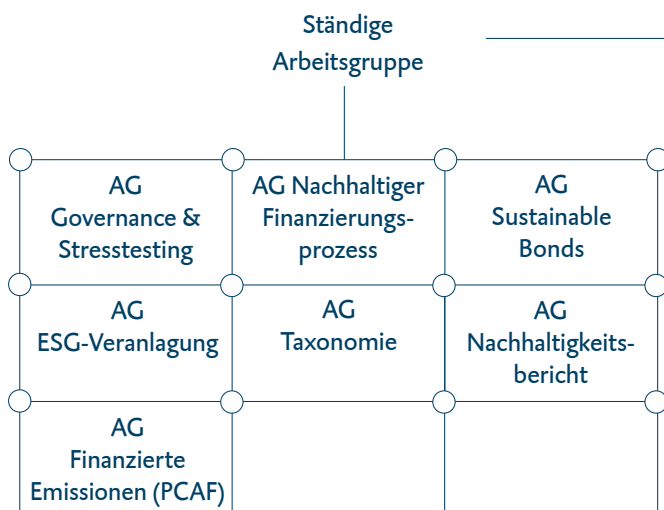 Ständige
Arbeitsgruppe
AG
Governance &
Stresstesting
AG Nachhaltiger
Finanzierungs-
prozess
AG
Sustainable
Bonds
AG
ESG-Veranlagung
AG
Taxonomie
AG
Nachhaltigkeits-
bericht
AG
Finanzierte
Emissionen (PCAF)